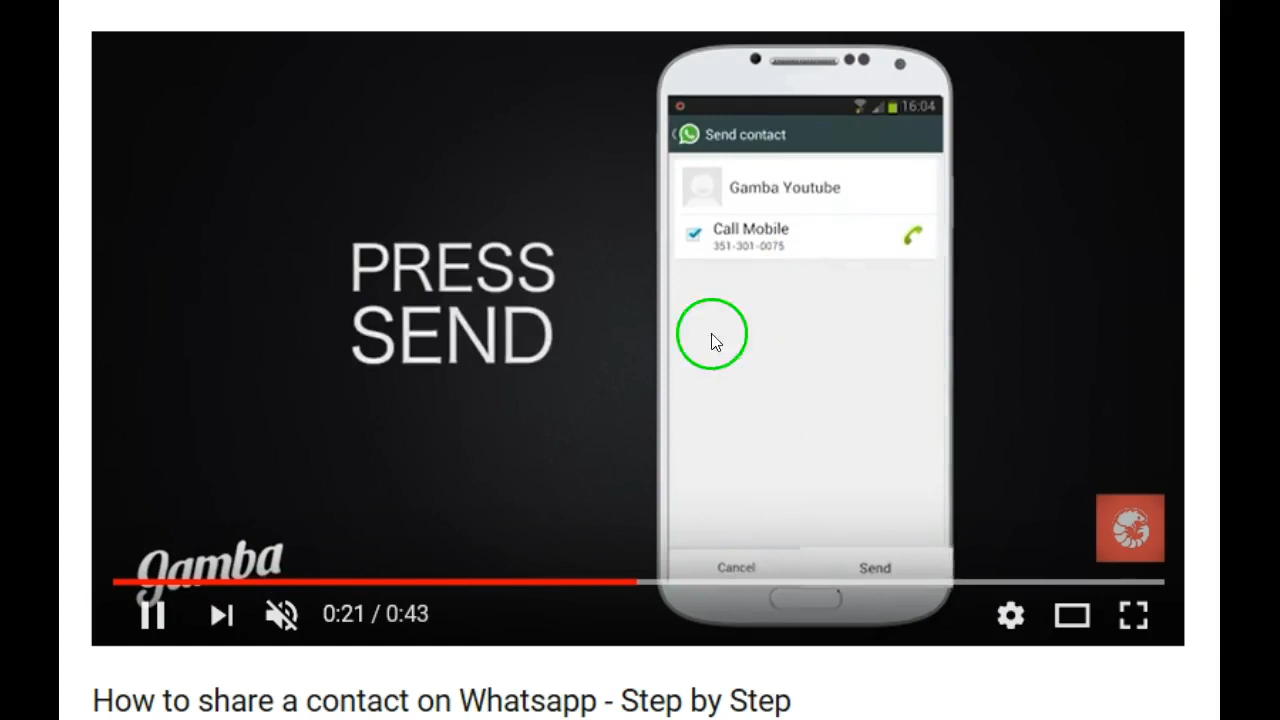 16:04
Send contact
Gamba Youtube
Call Mobile
351-301-0075
PRESS
SEND
Cancel Send
gamba
0:21 / 0:43
How to share a contact on Whatsapp - Step by Step